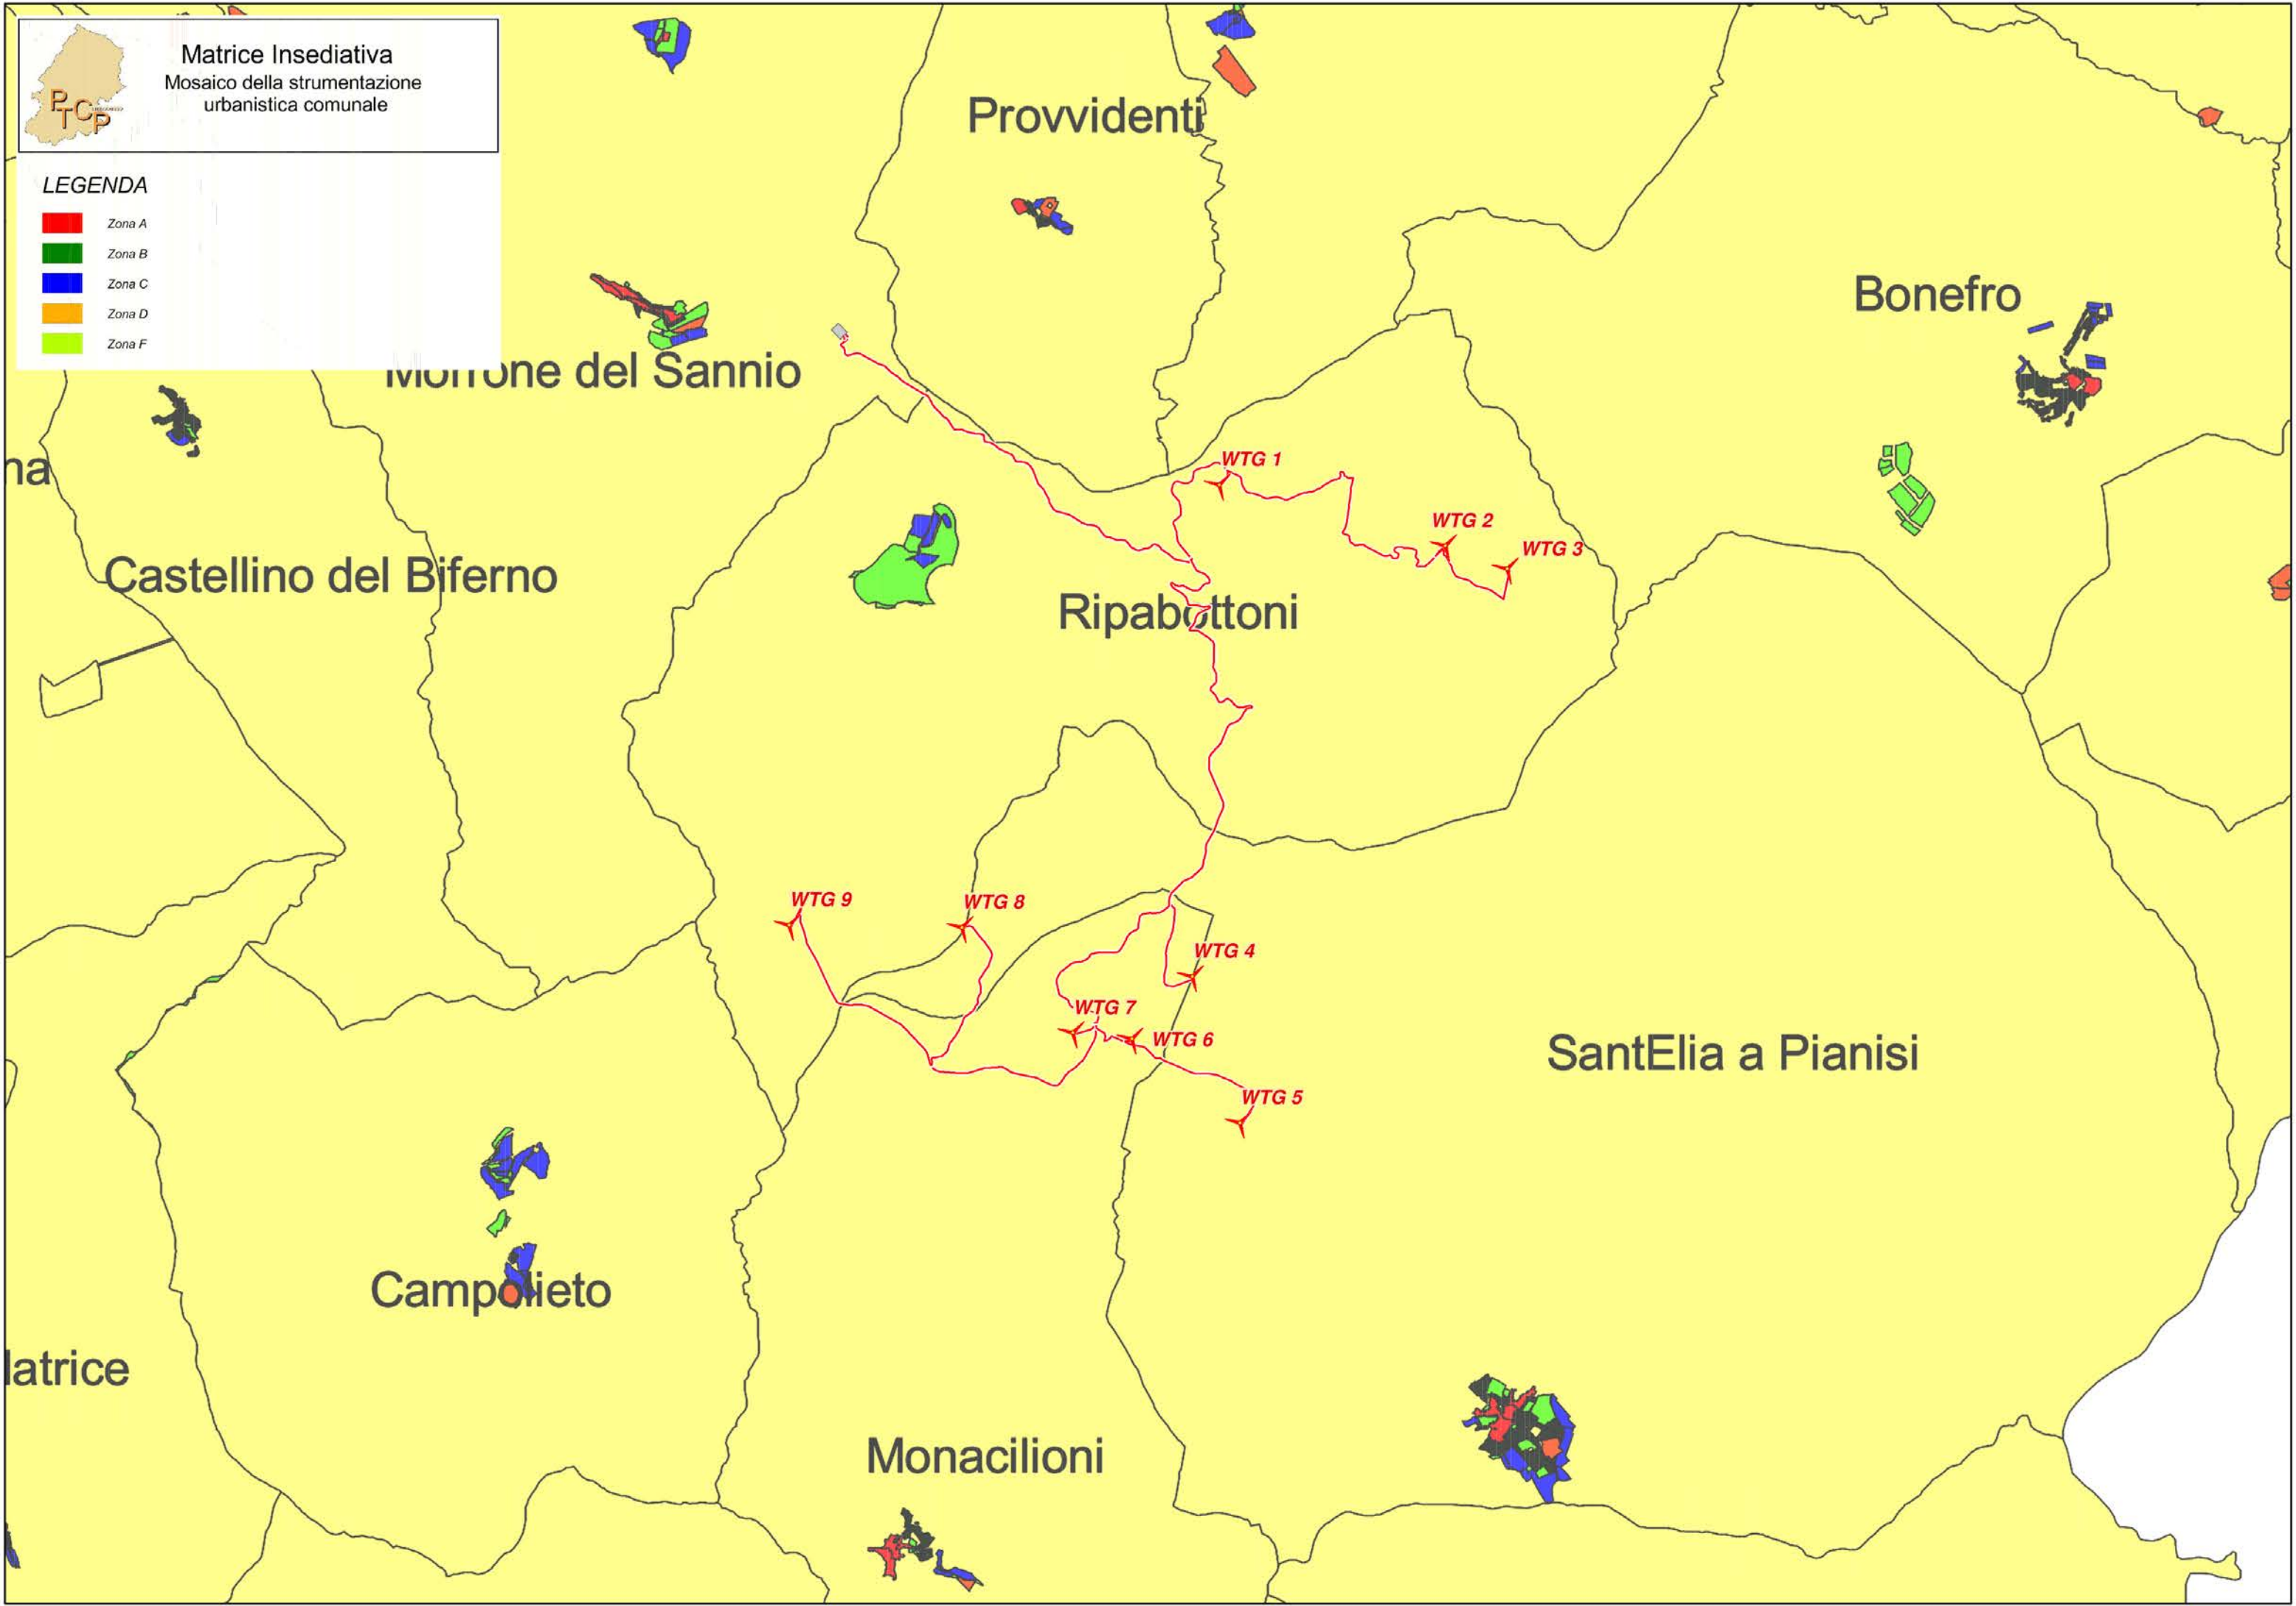 Matrice Insediativa
Mosaico della strumentazione
urbanistica comunale
PTCP
LEGENDA
Zona A
Zona B
Zona C
Zona D
Zona F
Provvidenti
Bonefro
Morrone del Sannio
na
WTG 1
WTG 2
WTG 3
Castellino del Biferno
Ripabottoni
WTG 9
WTG 8
WTG 4
WTG 7
WTG 6
SantElia a Pianisi
WTG 5
Campolieto
latrice
Monacilioni